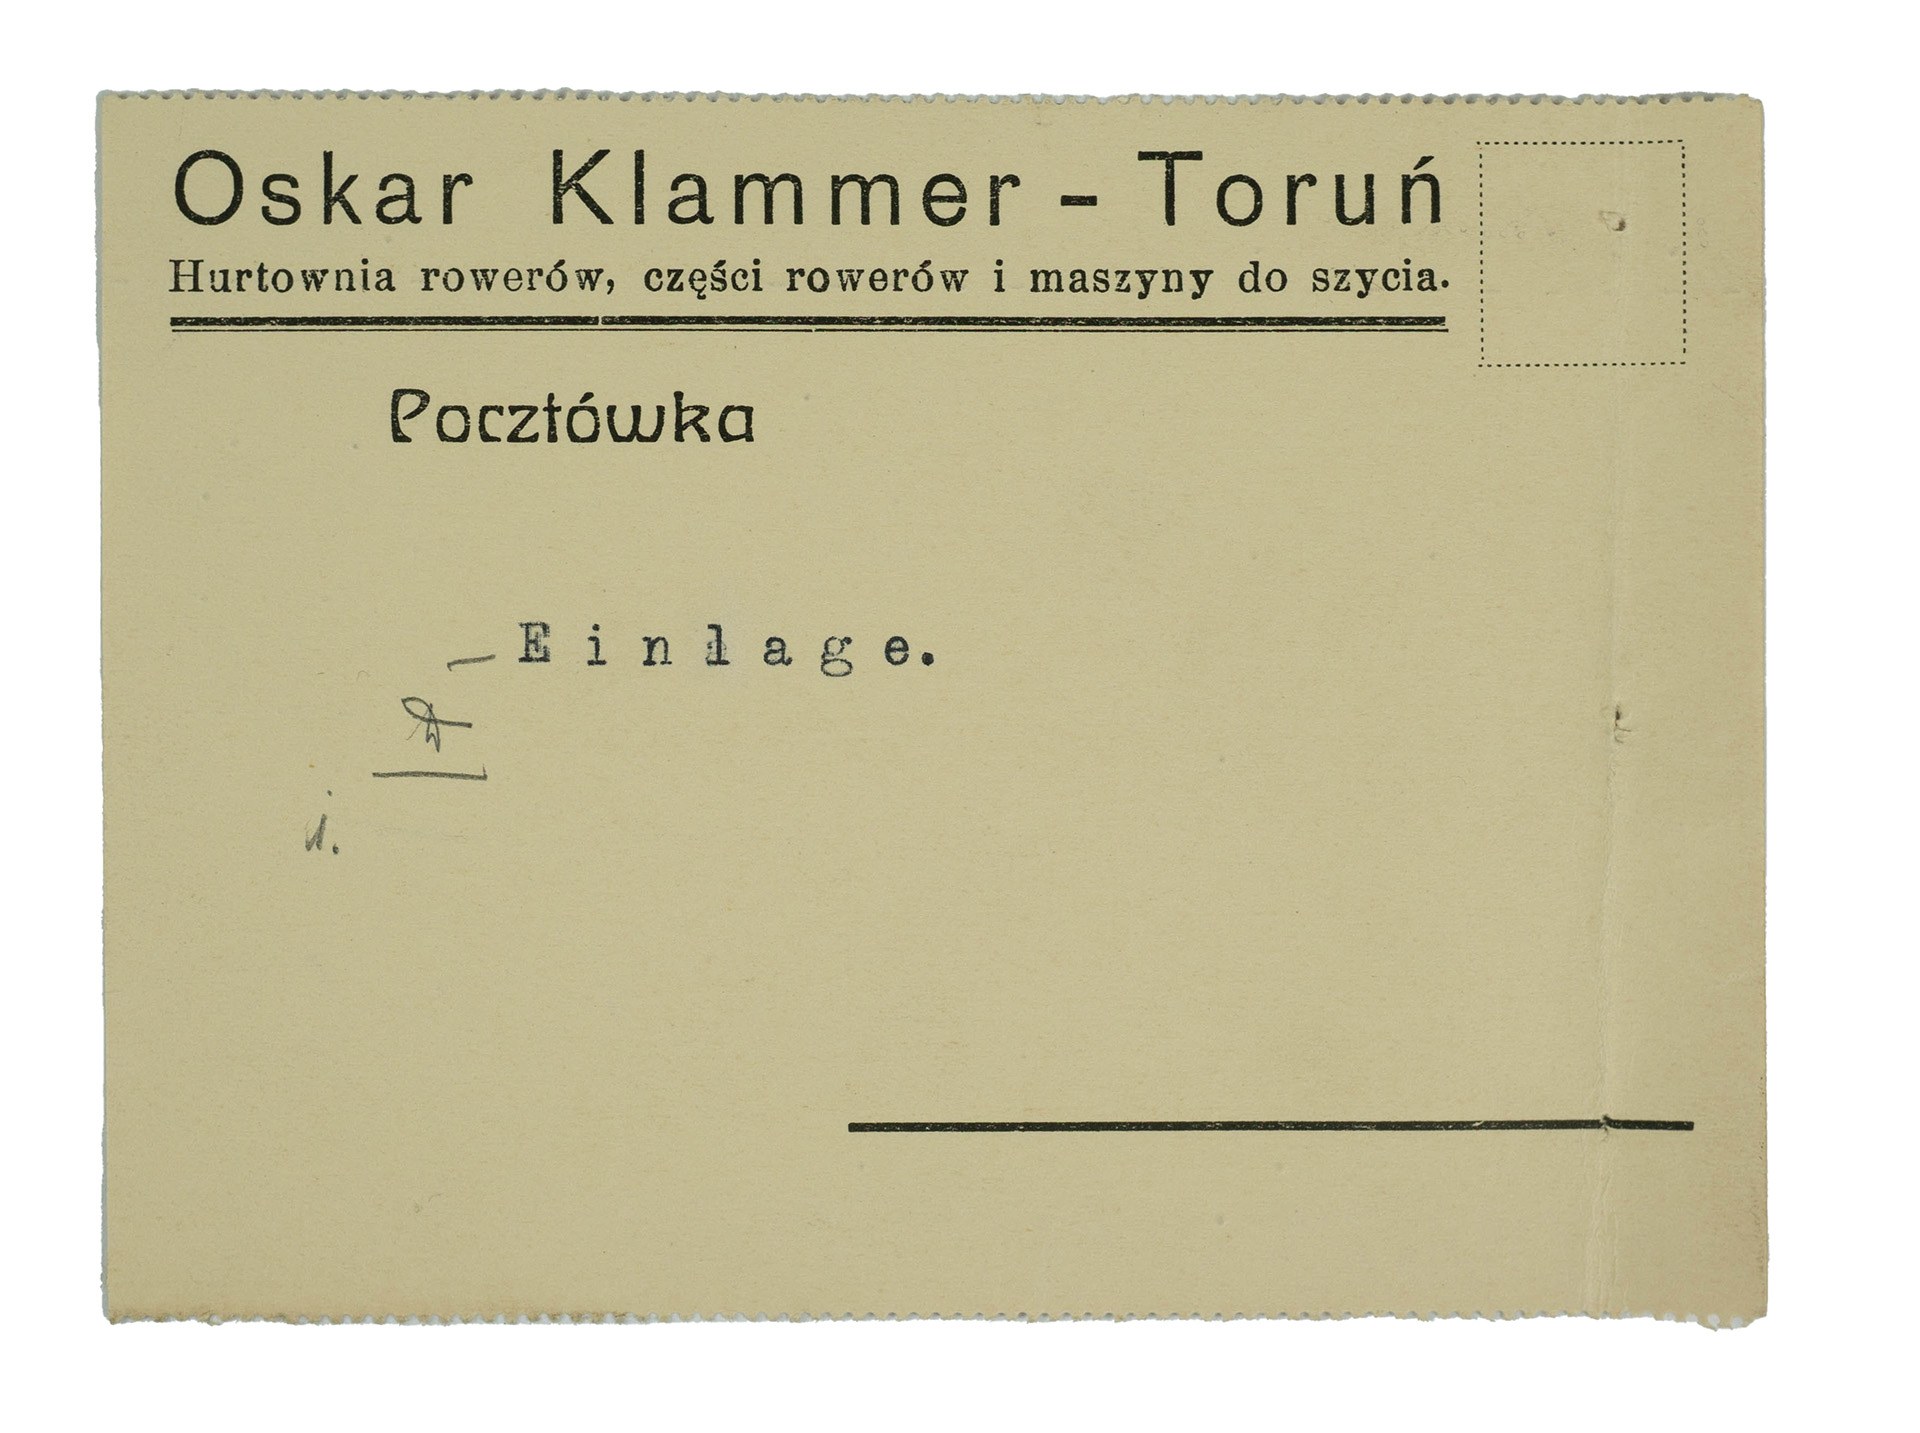 Oskar Klammer - Toruń
Hurtownia rowerów, części rowerów i maszyny do szycia.
Pocztówka
Einlage.